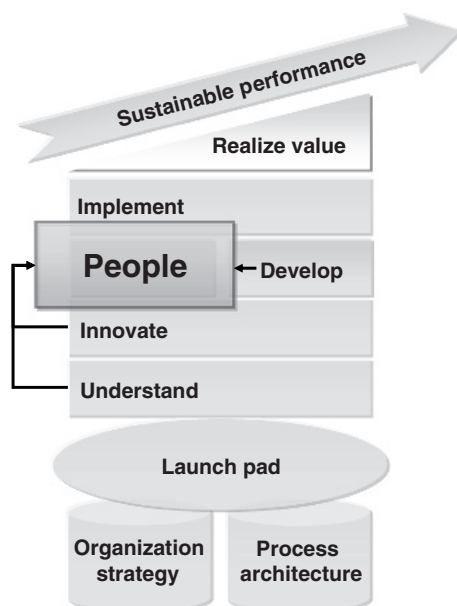 Sustainable performance
Realize value
Implement
People
Develop
Innovate
Understand
Launch pad
Organization
strategy
Process
architecture